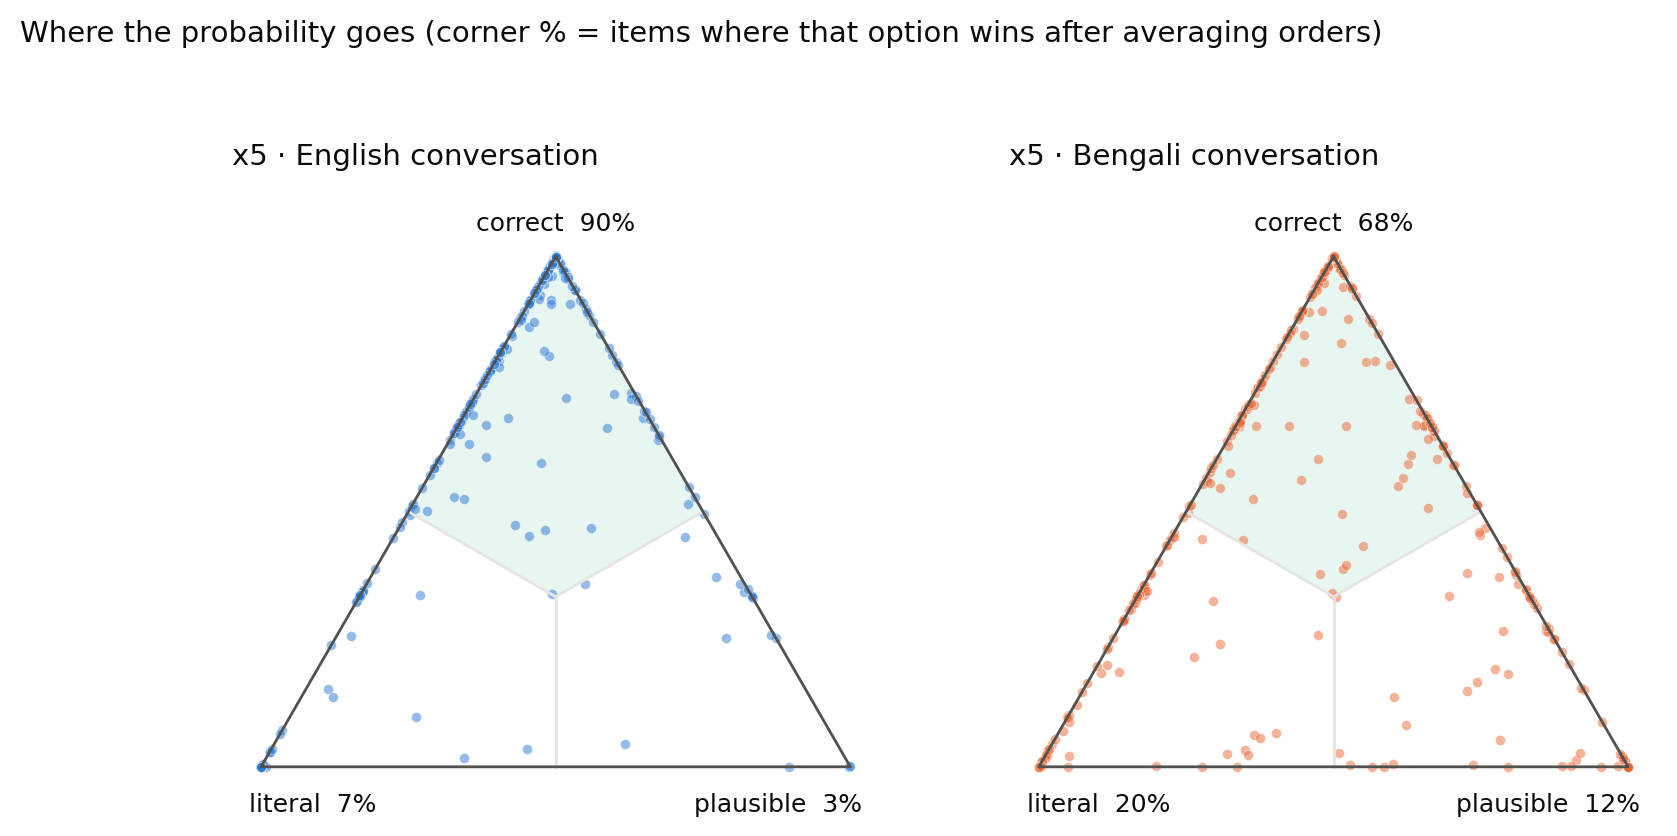 Where the probability goes (corner % = items where that option wins after averaging orders)
x5 · English conversation
correct 90%
literal 7%
plausible 3%
x5 · Bengali conversation
correct 68%
literal 20%
plausible 12%